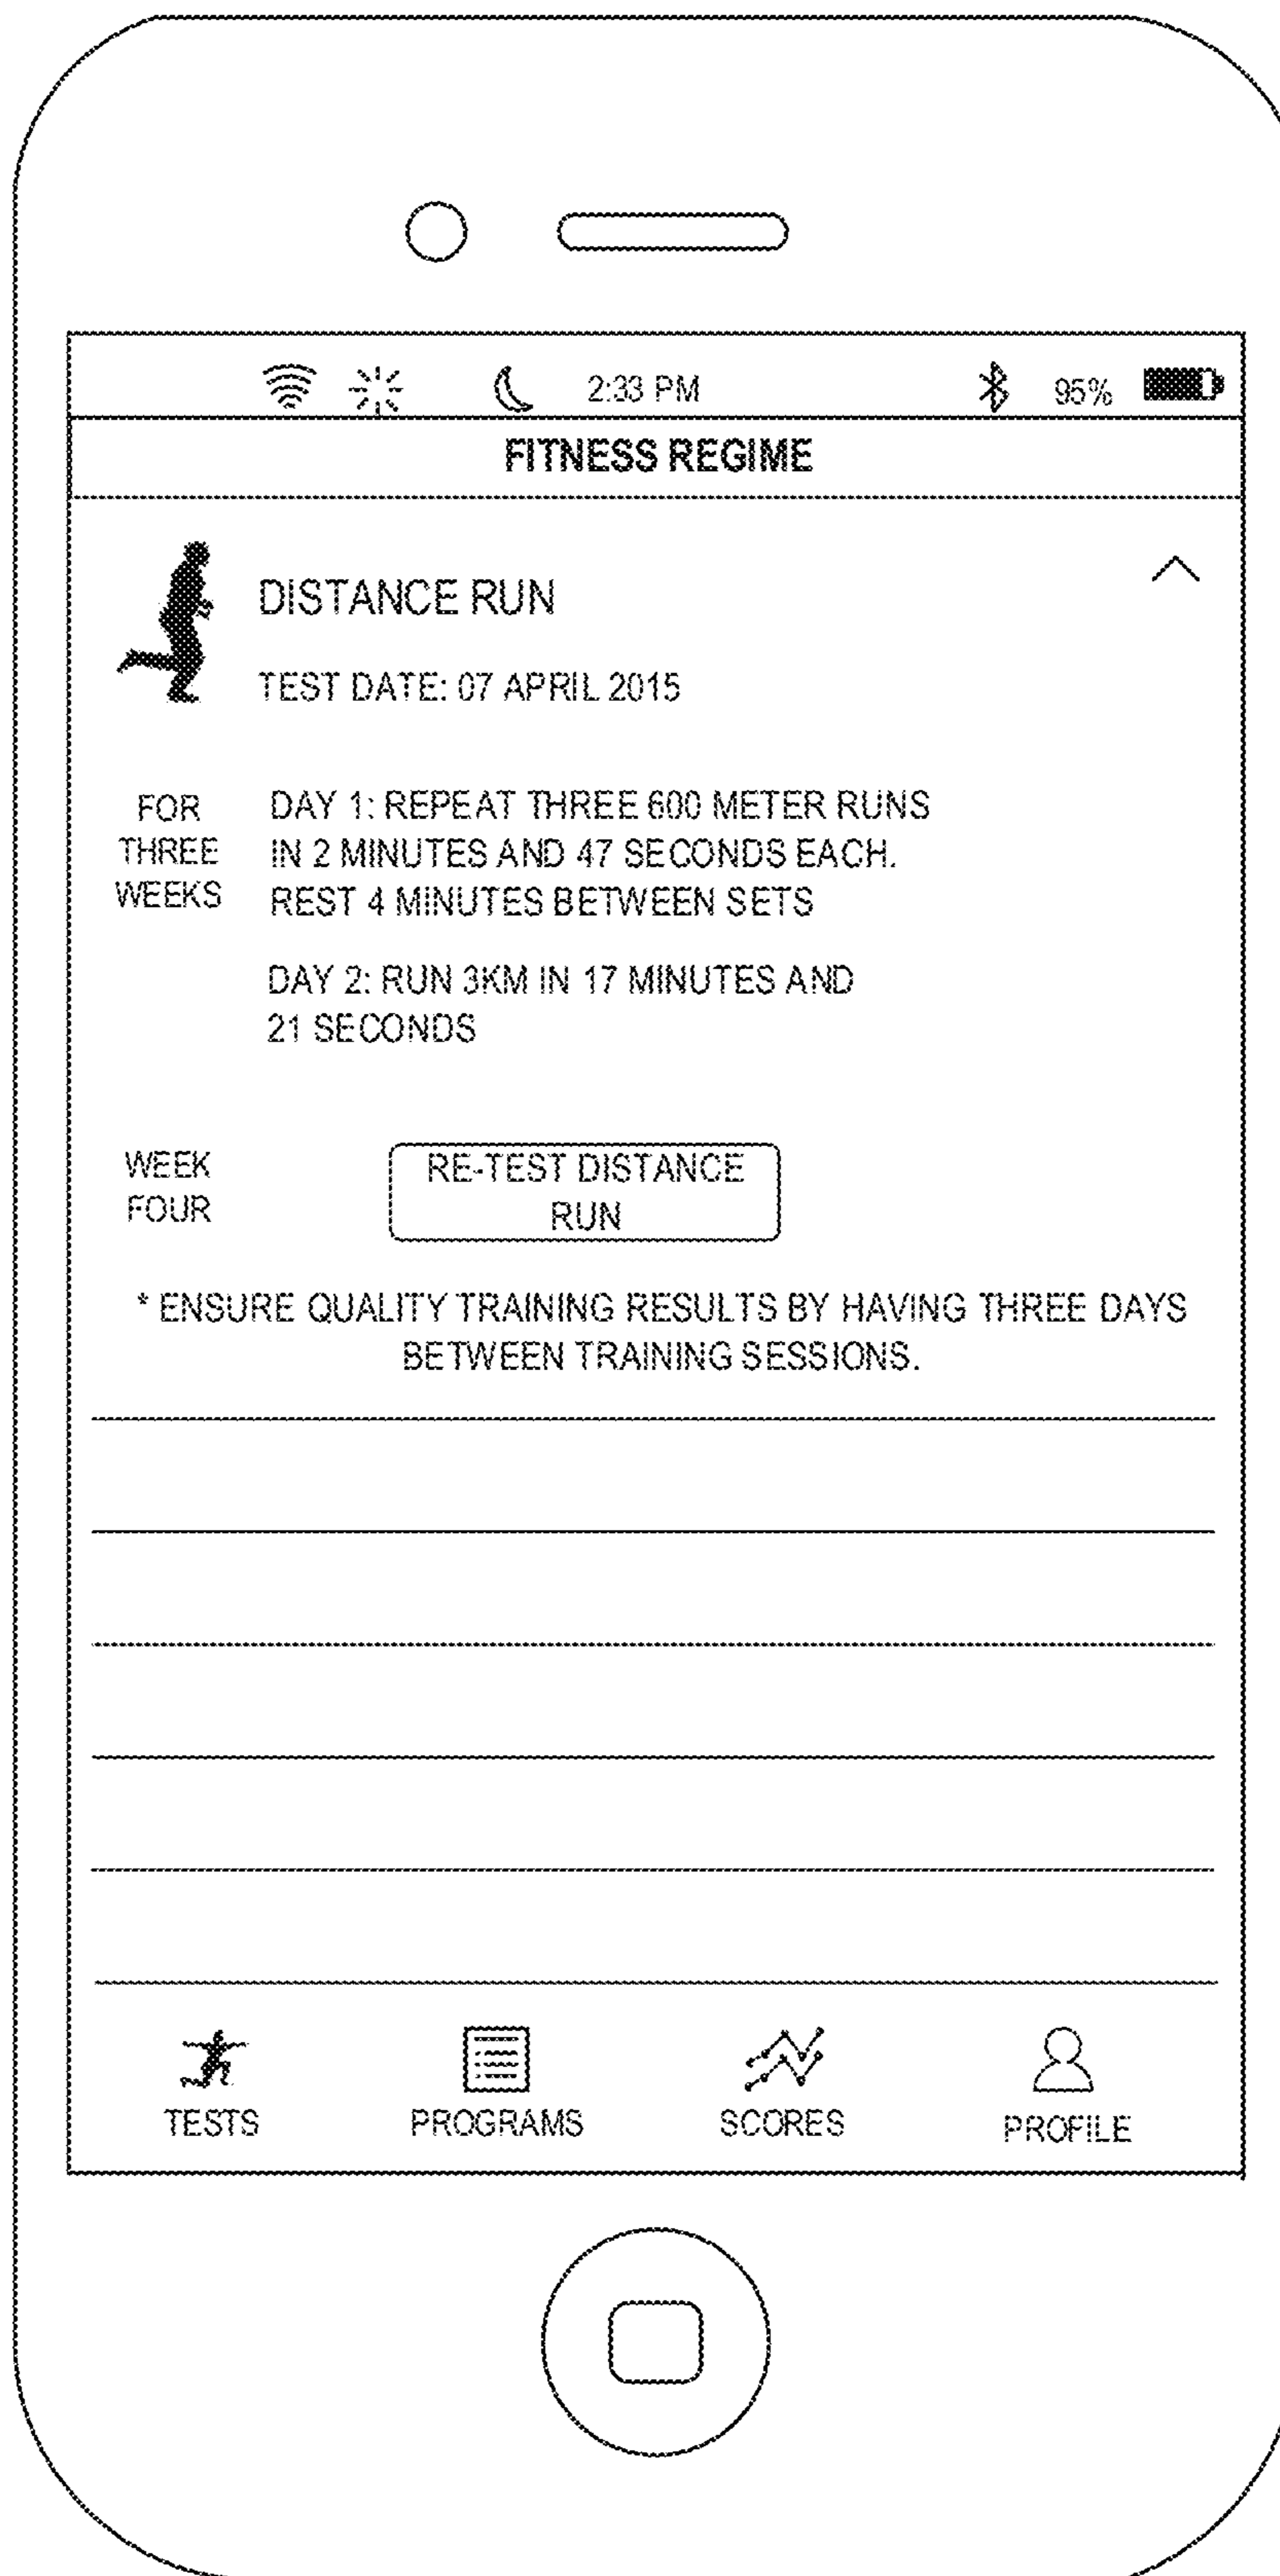 2:33 PM 95%
FITNESS REGIME
DISTANCE RUN
TEST DATE: 07 APRIL 2015
FOR
THREE
WEEKS
DAY 1: REPEAT THREE 600 METER RUNS
IN 2 MINUTES AND 47 SECONDS EACH.
REST 4 MINUTES BETWEEN SETS
DAY 2: RUN 3KM IN 17 MINUTES AND
21 SECONDS
WEEK
FOUR
RE-TEST DISTANCE
RUN
* ENSURE QUALITY TRAINING RESULTS BY HAVING THREE DAYS
BETWEEN TRAINING SESSIONS.
TESTS PROGRAMS SCORES PROFILE